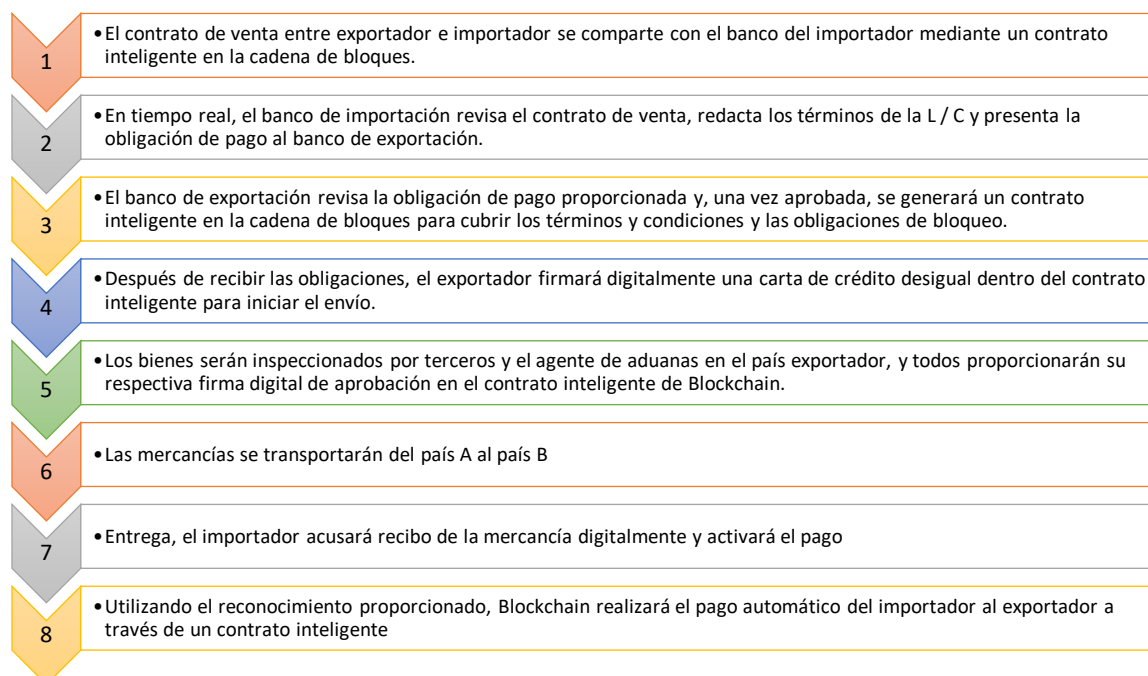 1
•El contrato de venta entre exportador e importador se comparte con el banco del importador mediante un contrato
inteligente en la cadena de bloques.
2
•En tiempo real, el banco de importación revisa el contrato de venta, redacta los términos de la L / C y presenta la
obligación de pago al banco de exportación.
3
•El banco de exportación revisa la obligación de pago proporcionada y, una vez aprobada, se generará un contrato
inteligente en la cadena de bloques para cubrir los términos y condiciones y las obligaciones de bloqueo.
4
•Después de recibir las obligaciones, el exportador firmará digitalmente una carta de crédito desigual dentro del contrato
inteligente para iniciar el envío.
5
•Los bienes serán inspeccionados por terceros y el agente de aduanas en el país exportador, y todos proporcionarán su
respectiva firma digital de aprobación en el contrato inteligente de Blockchain.
6
•Las mercancías se transportarán del país A al país B
7
•Entrega, el importador acusará recibo de la mercancía digitalmente y activará el pago
8
•Utilizando el reconocimiento proporcionado, Blockchain realizará el pago automático del importador al exportador a
través de un contrato inteligente